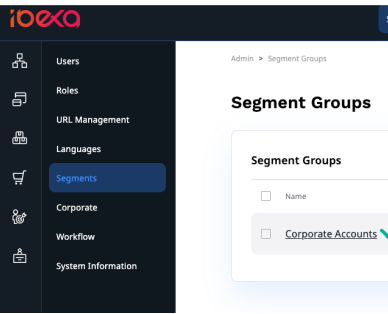 ibexa
S
Users
Roles
URL Management
Languages
Segments
Corporate
Workflow
System Information
Admin > Segment Groups
Segment Groups
Segment Groups
Name
Corporate Accounts